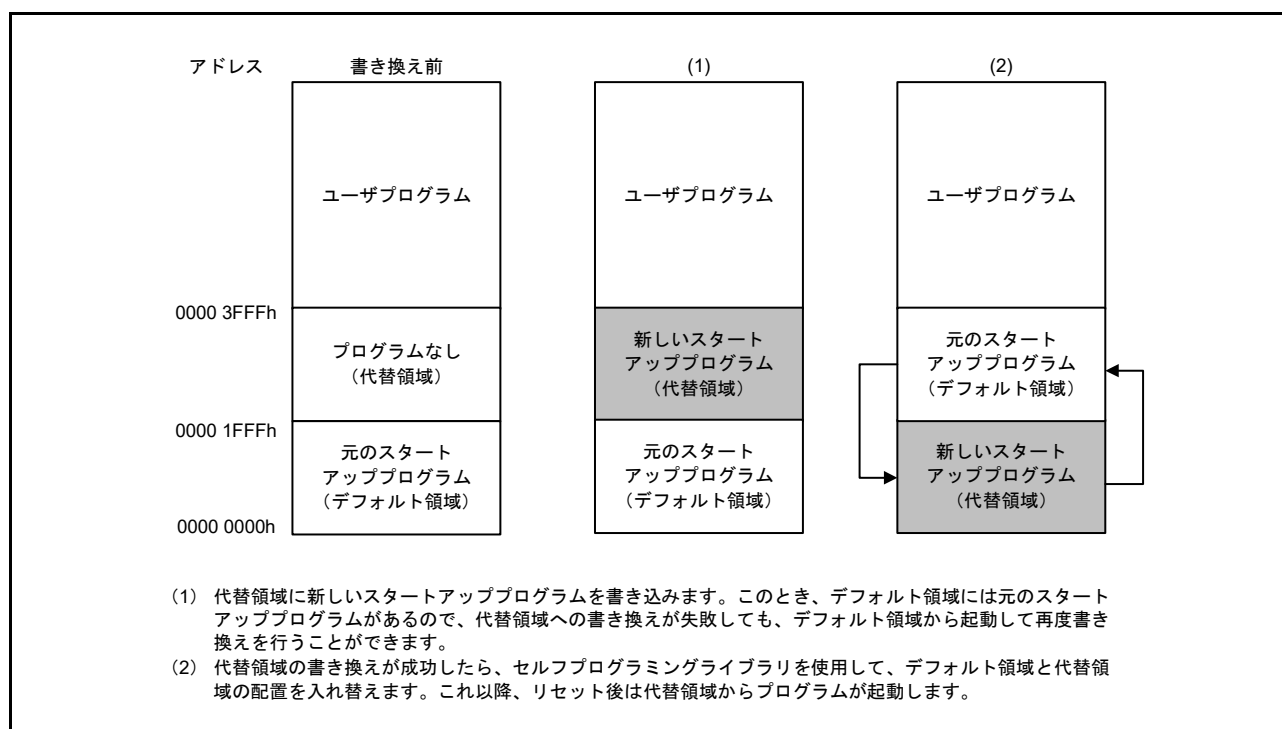 アドレス
書き換え前
(1)
(2)
ユーザプログラム
ユーザプログラム
ユーザプログラム
0000 3FFFh
プログラムなし
(代替領域)
新しいスタート
アッププログラム
(代替領域)
元のスタート
アッププログラム
(デフォルト領域)
0000 1FFFh
元のスタート
アッププログラム
(デフォルト領域)
元のスタート
アッププログラム
(デフォルト領域)
新しいスタート
アッププログラム
(代替領域)
0000 0000h
(1) 代替領域に新しいスタートアッププログラムを書き込みます。このとき、デフォルト領域には元のスタート
アッププログラムがあるので、代替領域への書き換えが失敗しても、デフォルト領域から起動して再度書き
換えを行うことができます。
(2) 代替領域の書き換えが成功したら、セルフプログラミングライブラリを使用して、デフォルト領域と代替領
域の配置を入れ替えます。これ以降、リセット後は代替領域からプログラムが起動します。